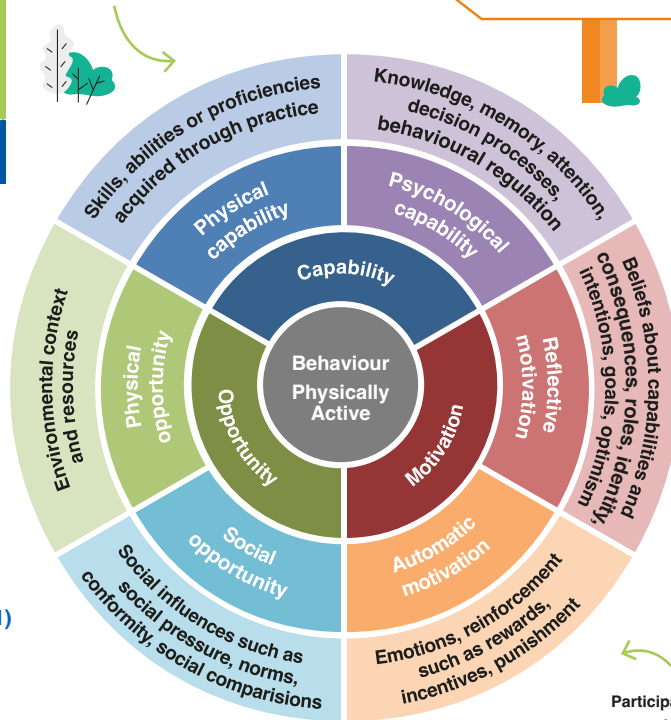 Skills, abilities or proficiencies
acquired through practice
Knowledge, memory, attention,
decision processes,
behavioural regulation
Physical
capability
Psychological
capability
Capability
Environmental context
and resources
Physical
opportunity
Opportunity
Behaviour
Physically
Active
Motivation
Reflective
motivation
Beliefs about capabilities and
consequences, roles, identity,
intentions, goals, optimism
Social
opportunity
Automatic
motivation
Social influences such as
social pressure, norms,
conformity, social comparisions
Emotions, reinforcement
such as rewards,
incentives, punishment